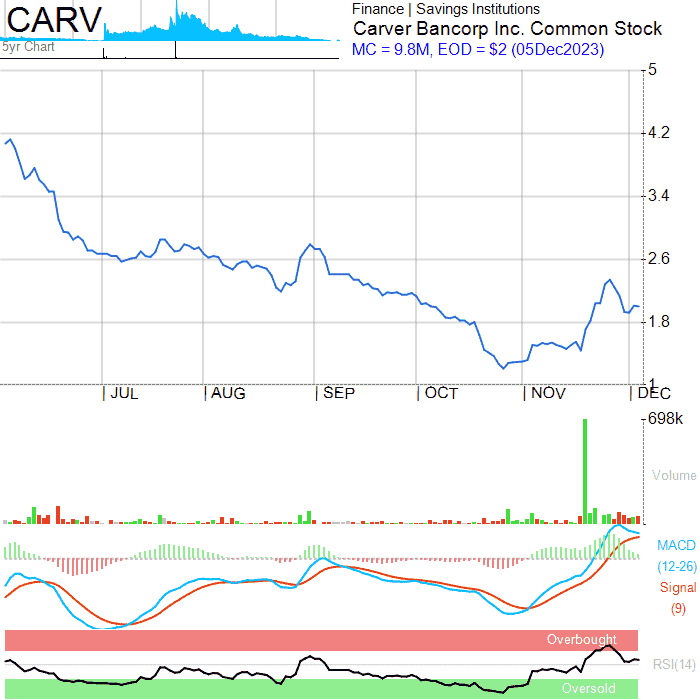 CARV
5yr Chart
Finance | Savings Institutions
Carver Bancorp Inc. Common Stock
MC = 9.8M, EOD = $2 (05Dec2023)
5
4.2
3.4
2.6
1.8
1
| JUL | AUG | SEP | OCT | NOV | DEC
698k
Volume
MACD
(12-26)
Signal
(9)
Overbought
RSI(14)
Oversold